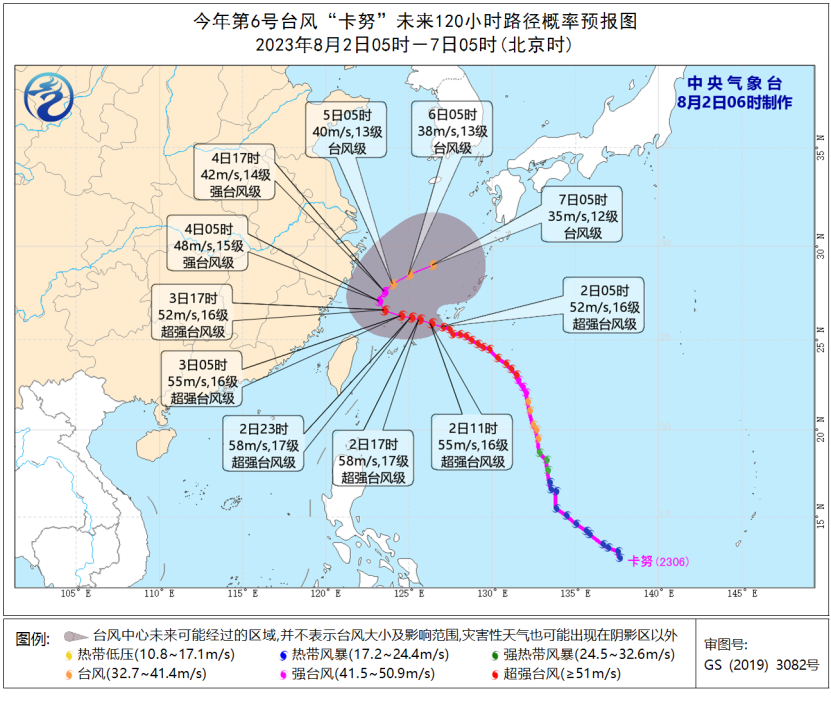 今年第6号台风“卡努”未来120小时路径概率预报图
2023年8月2日05时－7日05时(北京时)
中央气象台
8月2日06时制作
5日05时
40m/s,13级
台风级
6日05时
38m/s,13级
台风级
4日17时
42m/s,14级
强台风级
7日05时
35m/s,12级
台风级
4日05时
48m/s,15级
强台风级
3日17时
52m/s,16级
超强台风级
2日05时
52m/s,16级
超强台风级
3日05时
55m/s,16级
超强台风级
2日23时
58m/s,17级
超强台风级
2日17时
58m/s,17级
超强台风级
2日11时
55m/s,16级
超强台风级
35°N
30°N
25°N
20°N
15°N
卡努(2306)
105°E
110°E
115°E
120°E
125°E
130°E
135°E
140°E
145°E
图例:
台风中心未来可能经过的区域,并不表示台风大小及影响范围,灾害性天气也可能出现在阴影区以外
热带低压(10.8~17.1m/s)
热带风暴(17.2~24.4m/s)
强热带风暴(24.5~32.6m/s)
台风(32.7~41.4m/s)
强台风(41.5~50.9m/s)
超强台风(≥51m/s)
审图号:
GS (2019) 3082号